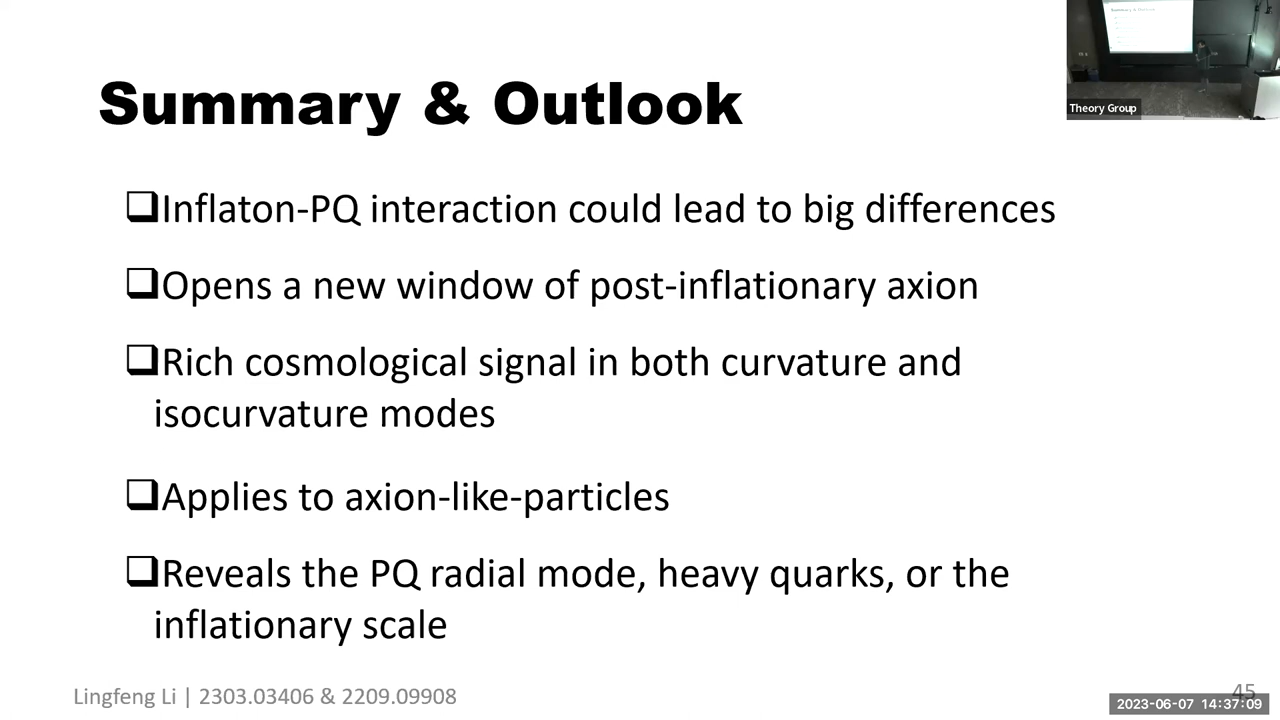 Summary & Outlook
Theory Group
❑Inflaton-PQ interaction could lead to big differences
❑Opens a new window of post-inflationary axion
❑Rich cosmological signal in both curvature and
isocurvature modes
❑Applies to axion-like-particles
❑Reveals the PQ radial mode, heavy quarks, or the
inflationary scale
Lingfeng Li | 2303.03406 & 2209.09908
45
2023-06-07 14:37:09